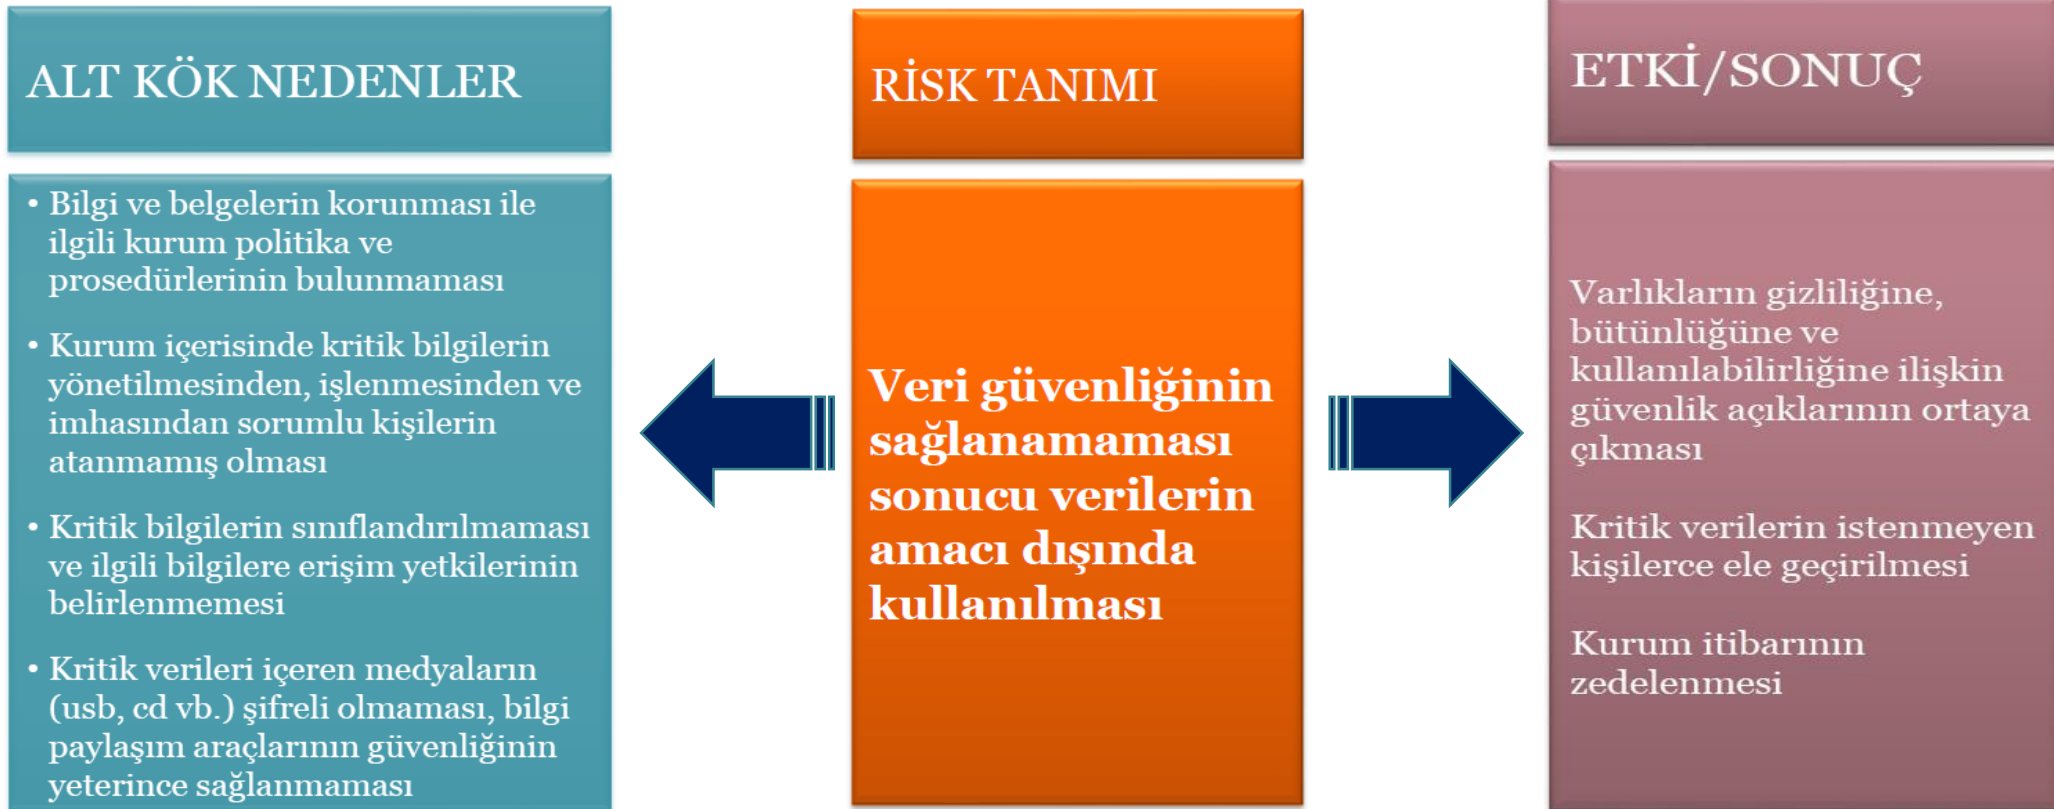 ALT KÖK NEDENLER
• Bilgi ve belgelerin korunması ile
ilgili kurum politika ve
prosedürlerinin bulunmaması
• Kurum içerisinde kritik bilgilerin
yönetilmesinden, işlenmesinden ve
imhasından sorumlu kişilerin
atanmamış olması
• Kritik bilgilerin sınıflandırılmaması
ve ilgili bilgilere erişim yetkilerinin
belirlenmemesi
• Kritik verileri içeren medyaların
(usb, cd vb.) şifreli olmaması, bilgi
paylaşım araçlarının güvenliğinin
yeterince sağlanmaması
RİSK TANIMI
Veri güvenliğinin
sağlanamaması
sonucu verilerin
amacı dışında
kullanılması
ETKİ/SONUÇ
Varlıkların gizliliğine,
bütünlüğüne ve
kullanılabilirliğine ilişkin
güvenlik açıklarının ortaya
çıkması
Kritik verilerin istenmeyen
kişilerce ele geçirilmesi
Kurum itibarının
zedelenmesi